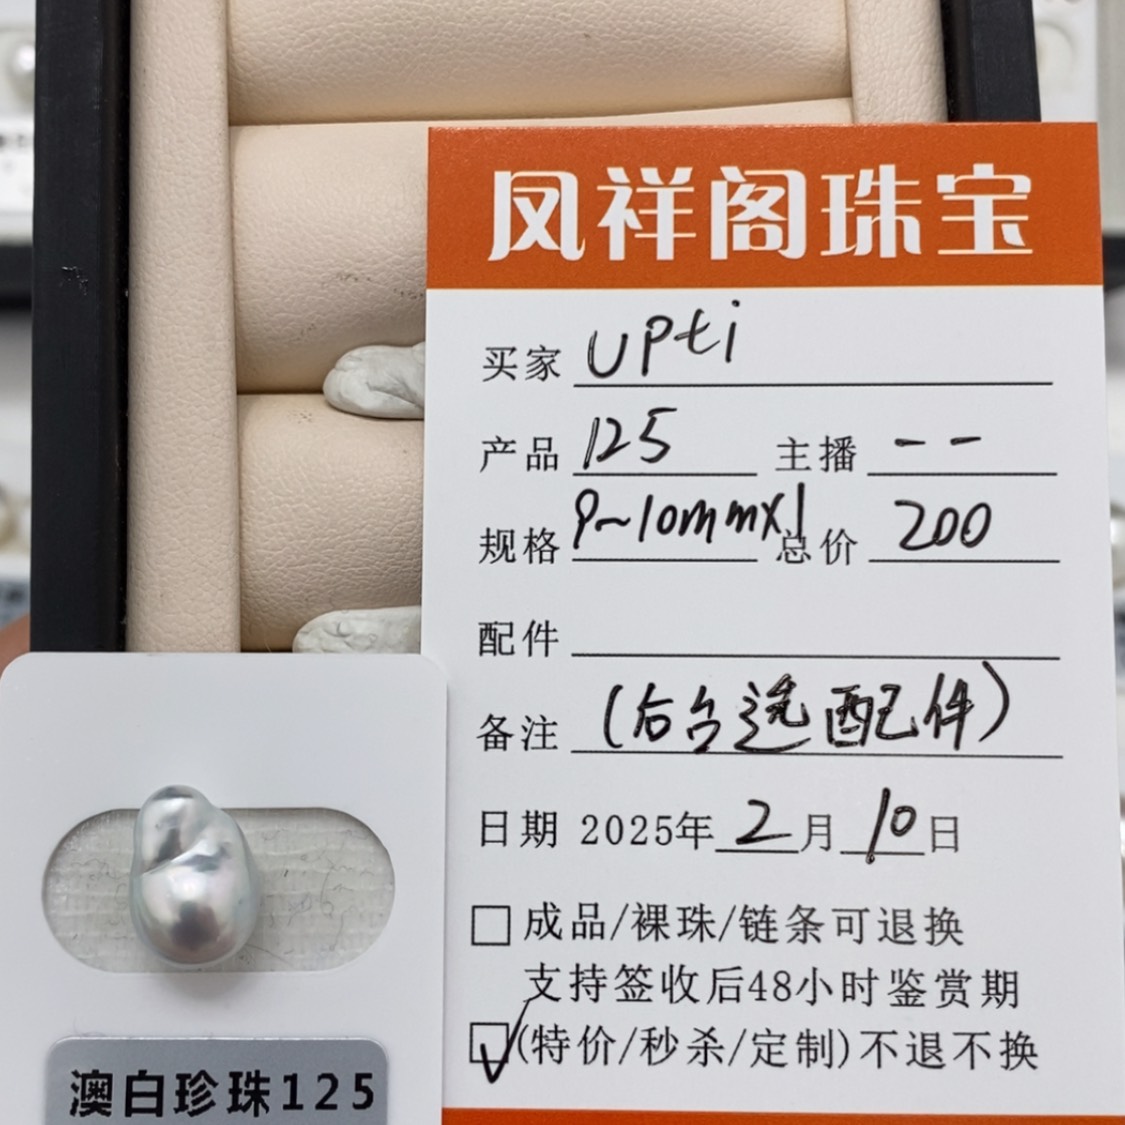 凤祥阁珠宝
买家 UPti
产品 125 主播 --
规格 9~10mmX1 总价 200
配件
备注 (后台选配件)
日期 2025年2月10日
成品/裸珠/链条可退换
支持签收后48小时鉴赏期
(特价/秒杀/定制)不退不换
澳白珍珠125